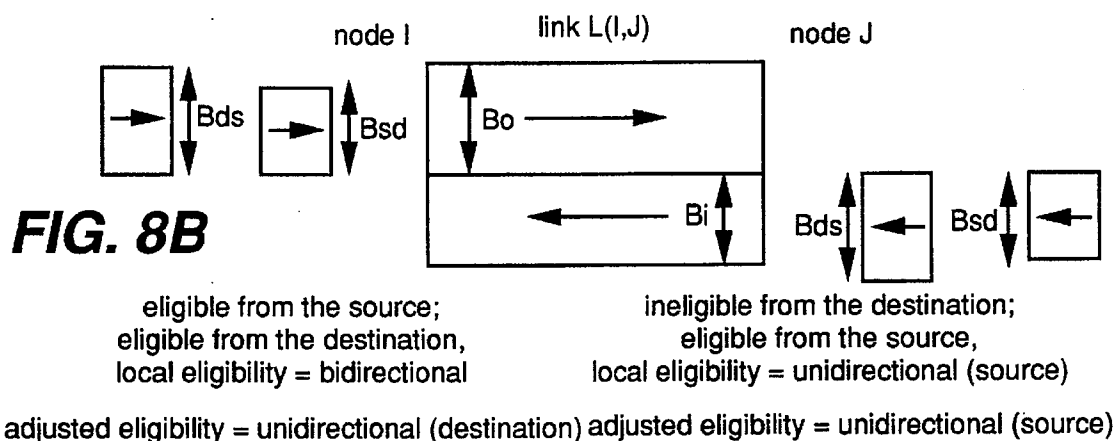 node I
link L(I,J)
node J
Bds
Bsd
Bo
Bi
Bds
Bsd
FIG. 8B
eligible from the source;
eligible from the destination,
local eligibility = bidirectional
ineligible from the destination;
eligible from the source,
local eligibility = unidirectional (source)
adjusted eligibility = unidirectional (destination)
adjusted eligibility = unidirectional (source)